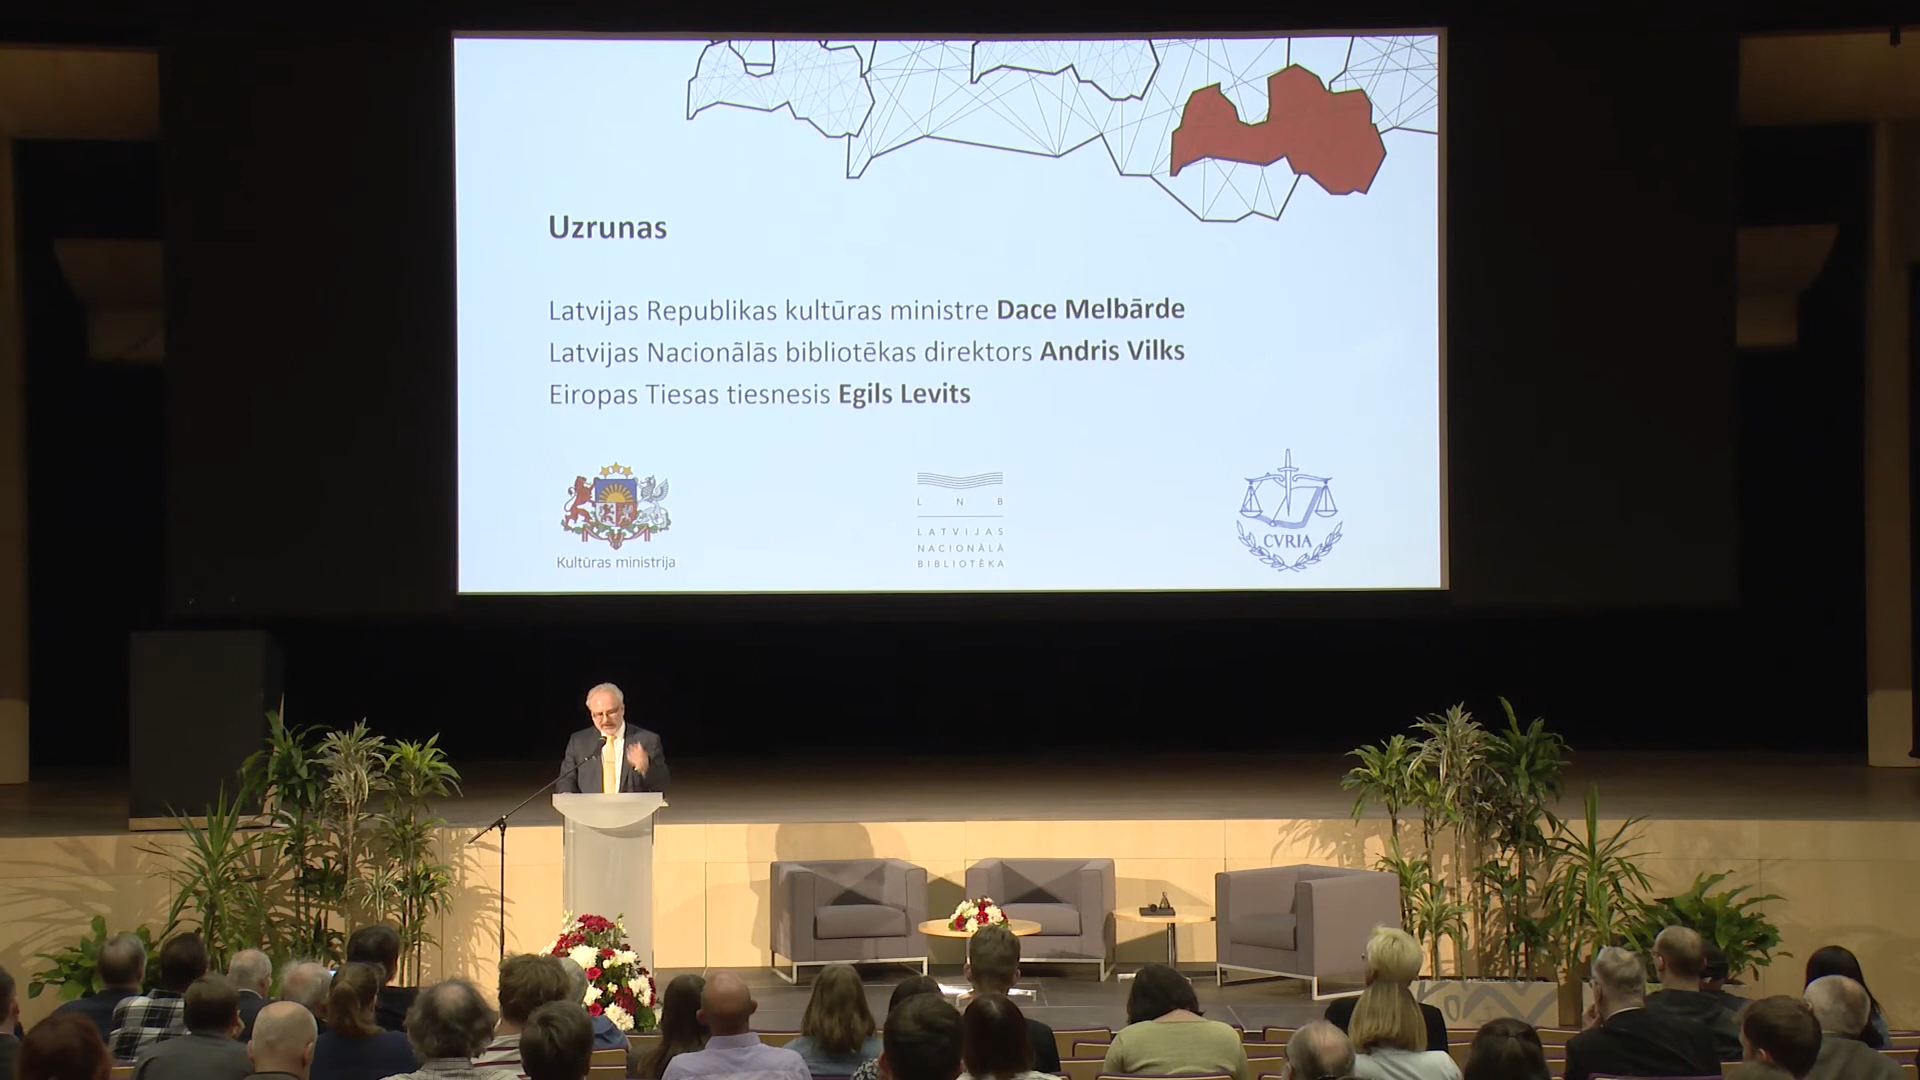 Uzrunas
Latvijas Republikas kultūras ministre Dace Melbārde
Latvijas Nacionālās bibliotēkas direktors Andris Vilks
Eiropas Tiesas tiesnesis Egils Levits
Kultūras ministrija
L N B
LATVIJAS
NACIONĀLĀ
BIBLIOTĒKA
CVRIA